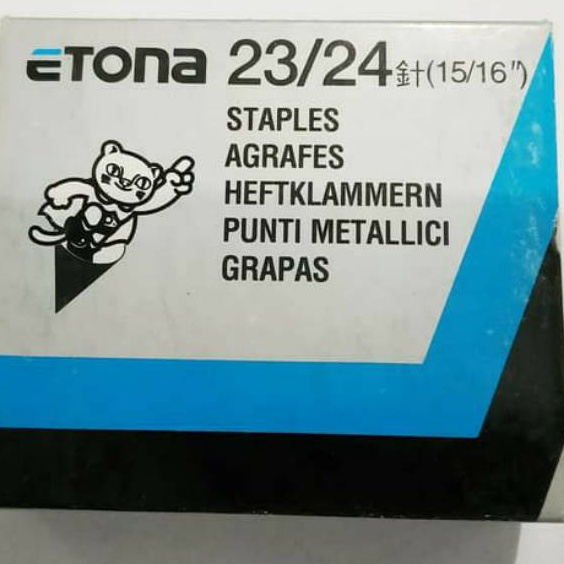 ETONA 23/24針(15/16")
STAPLES
AGRAFES
HEFTKLAMMERN
PUNTI METALLICI
GRAPAS